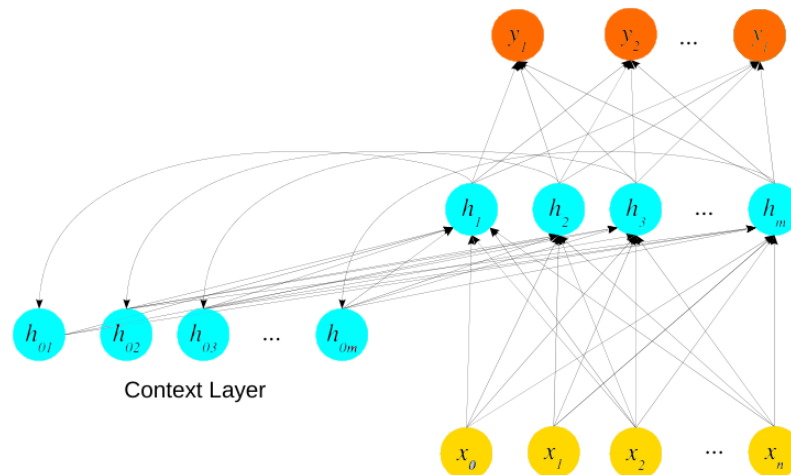 y1 y2 ... yl
h1 h2 h3 ... hm
h01 h02 h03 ... h0m
Context Layer
x0 x1 x2 ... xn